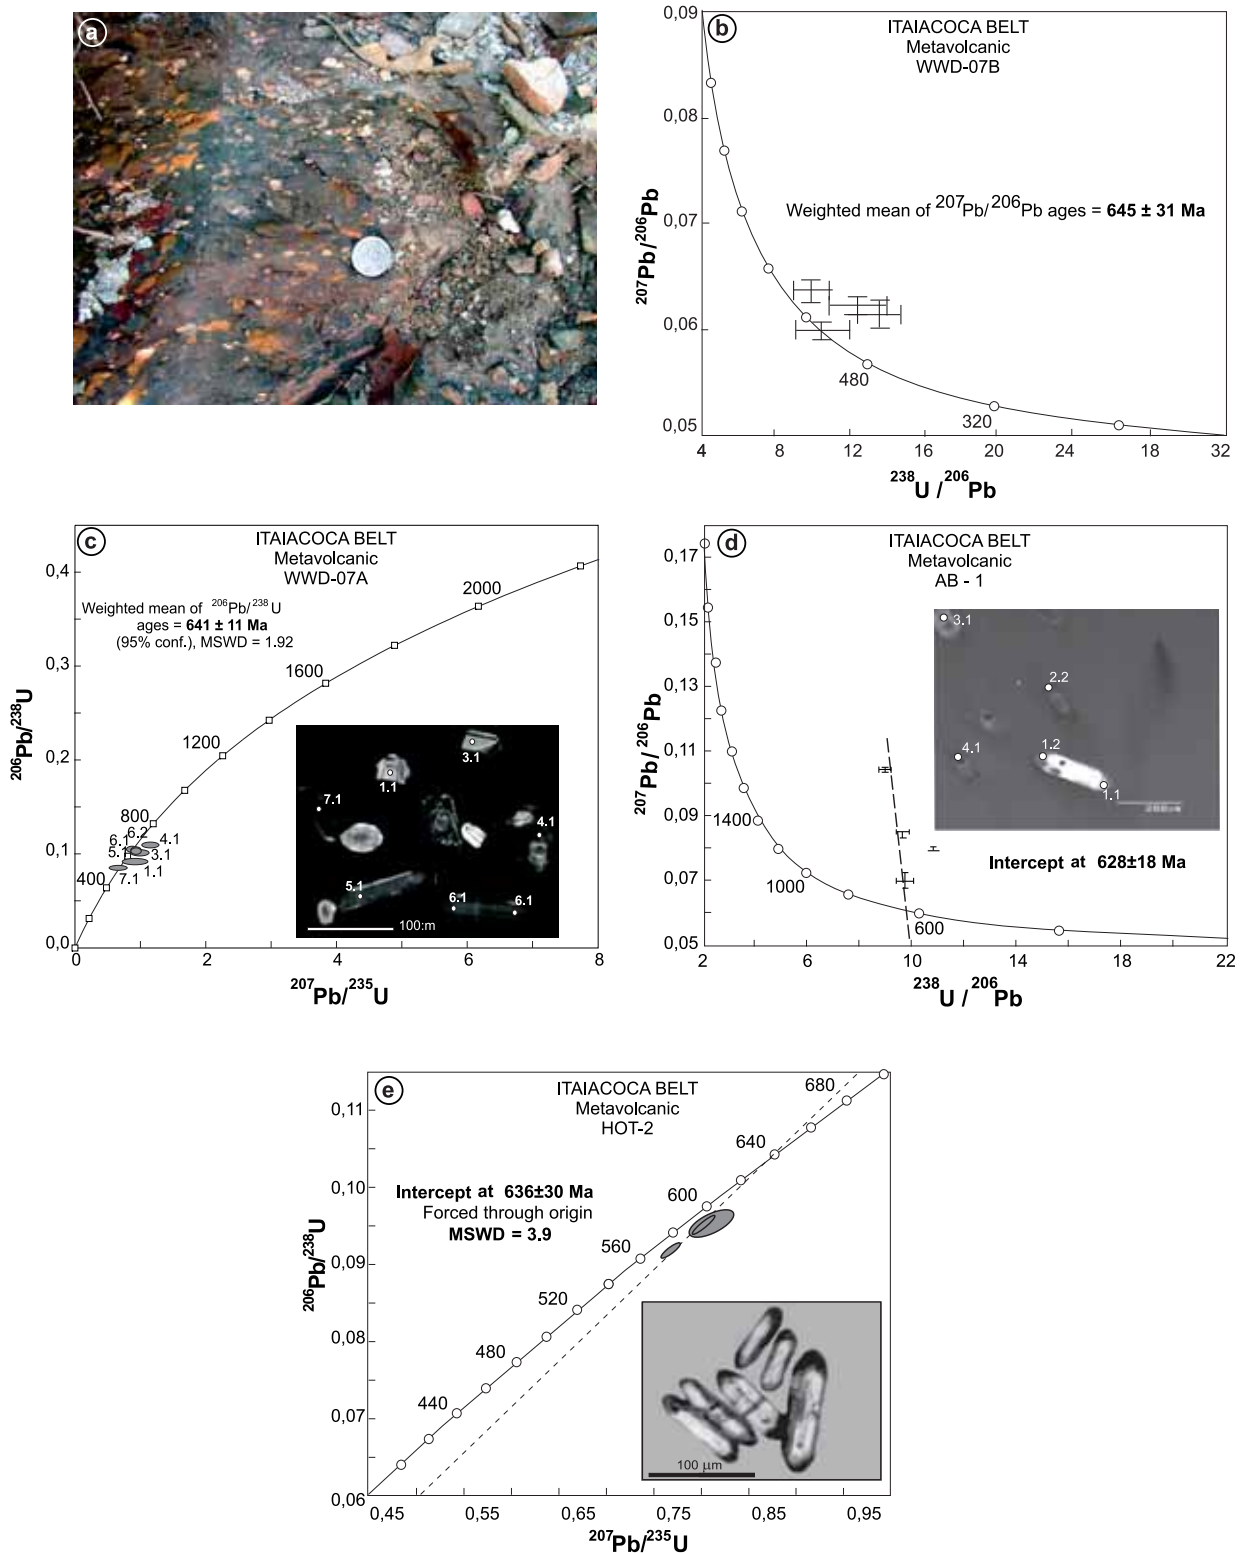 a
b
ITAIACOCA BELT
Metavolcanic
WWD-07B
Weighted mean of 207Pb/206Pb ages = 645 ± 31 Ma
0,09
0,08
0,07
0,06
0,05
207Pb/206Pb
480
320
4 8 12 16 20 24 18 32
238U / 206Pb
c
ITAIACOCA BELT
Metavolcanic
WWD-07A
Weighted mean of 206Pb/238U
ages = 641 ± 11 Ma
(95% conf.), MSWD = 1.92
0,4
0,3
0,2
0,1
0,0
206Pb/238U
2000
1600
1200
800
400
6.2
6.1
4.1
5.1
3.1
7.1
1.1
3.1
1.1
7.1
4.1
5.1
6.1
6.1
100:m
0 2 4 6 8
207Pb/235U
d
ITAIACOCA BELT
Metavolcanic
AB - 1
0,17
0,15
0,13
0,11
0,09
0,07
0,05
207Pb/206Pb
3.1
2.2
4.1
1.2
1.1
1400
1000
600
Intercept at 628±18 Ma
2 6 10 14 18 22
238U / 206Pb
e
ITAIACOCA BELT
Metavolcanic
HOT-2
Intercept at 636±30 Ma
Forced through origin
MSWD = 3.9
0,11
0,10
0,09
0,08
0,07
0,06
206Pb/238U
680
640
600
560
520
480
440
100 µm
0,45 0,55 0,65 0,75 0,85 0,95
207Pb/235U